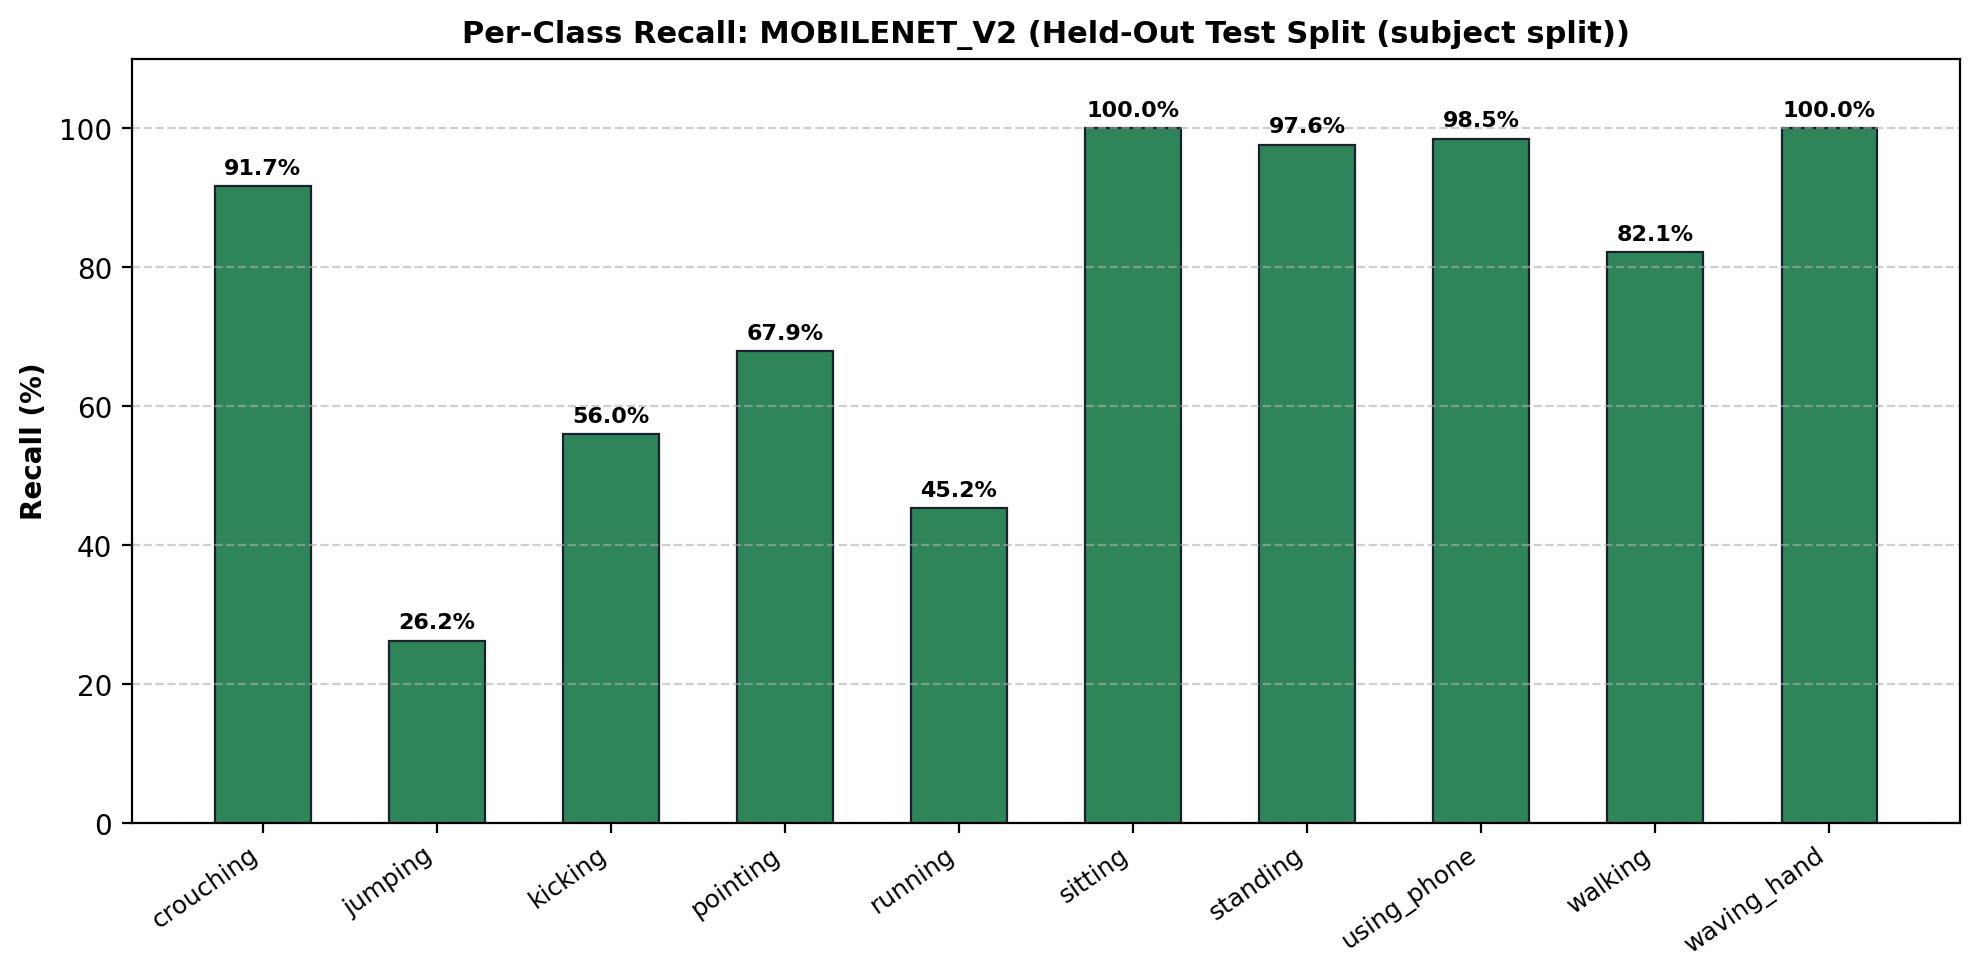 Per-Class Recall: MOBILENET_V2 (Held-Out Test Split (subject split))
Recall (%)
100
80
60
40
20
0
91.7%
26.2%
56.0%
67.9%
45.2%
100.0%
97.6%
98.5%
82.1%
100.0%
crouching
jumping
kicking
pointing
running
sitting
standing
using_phone
walking
waving_hand